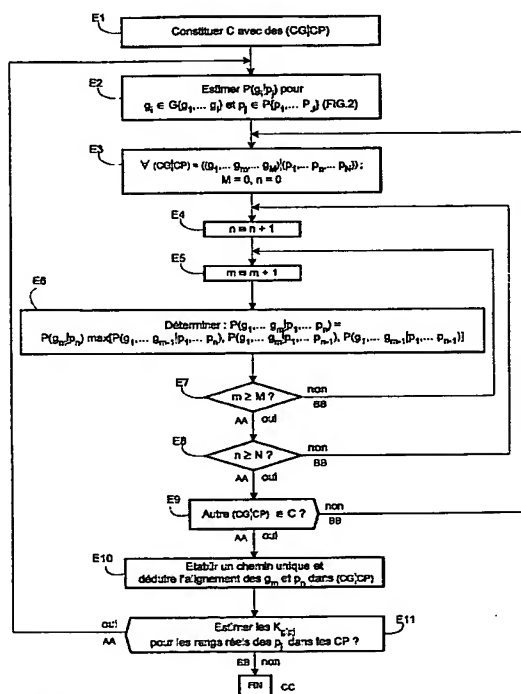 E1
Constituer C avec des (CG¦CP)
E2
Estimer P(gi¦pj) pour
gi ∈ G{g1,... gI} et pj ∈ P{p1,... PJ} (FIG.2)
E3
∀ (CG¦CP) = ((g1,... gm,... gM)¦(p1,... pn,... pN)) ;
M = 0, n = 0
E4
n = n + 1
E5
m = m + 1
E6
Déterminer : P(g1,... gm¦p1,... pn) =
P(gm¦pn) max[P(g1,... gm-1¦p1,... pn), P(g1,... gm¦p1,... pn-1), P(g1,... gm-1¦p1,... pn-1)]
E7
m ≥ M ?
non
BB
AA
oui
E8
n ≥ N ?
non
BB
AA
oui
E9
Autre (CG¦CP) ∈ C ?
non
BB
AA
oui
E10
Etablir un chemin unique et
déduire l'alignement des gm et pn dans (CG¦CP)
E11
oui
AA
Estimer les
pour les rangs réels des pj dans les CP ?
BB
non
FIN
CC